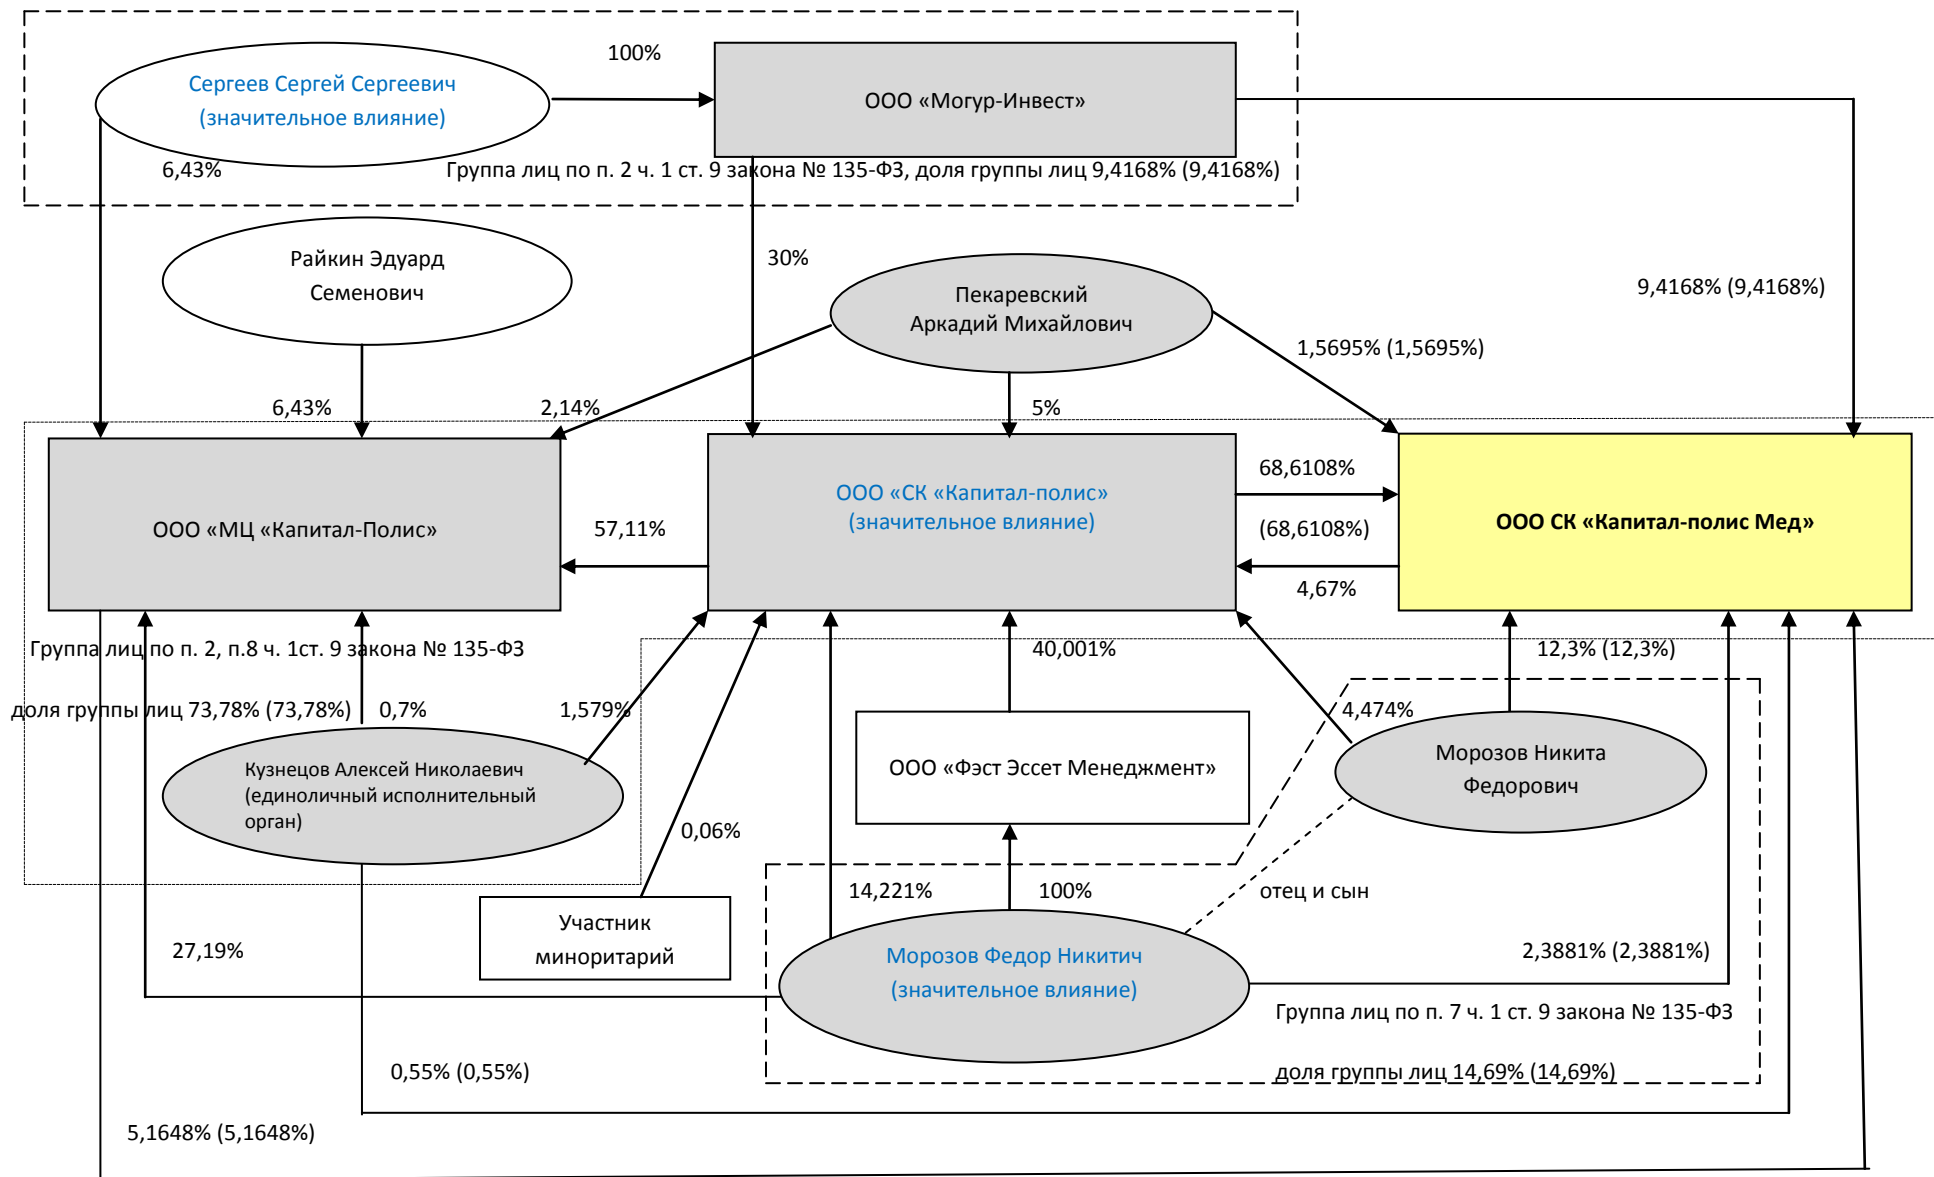 100%
Сергеев Сергей Сергеевич
(значительное влияние)
ООО «Могур-Инвест»
6,43%
Группа лиц по п. 2 ч. 1 ст. 9 закона № 135-ФЗ, доля группы лиц 9,4168% (9,4168%)
Райкин Эдуард
Семенович
30%
Пекаревский
Аркадий Михайлович
9,4168% (9,4168%)
1,5695% (1,5695%)
6,43%
2,14%
5%
ООО «МЦ «Капитал-Полис»
57,11%
ООО «СК «Капитал-полис»
(значительное влияние)
68,6108%
(68,6108%)
4,67%
ООО СК «Капитал-полис Мед»
Группа лиц по п. 2, п.8 ч. 1ст. 9 закона № 135-ФЗ
доля группы лиц 73,78% (73,78%)
0,7%
1,579%
40,001%
12,3% (12,3%)
4,474%
Кузнецов Алексей Николаевич
(единоличный исполнительный
орган)
ООО «Фэст Эссет Менеджмент»
Морозов Никита
Федорович
0,06%
14,221%
100%
отец и сын
Участник
миноритарий
27,19%
Морозов Федор Никитич
(значительное влияние)
2,3881% (2,3881%)
Группа лиц по п. 7 ч. 1 ст. 9 закона № 135-ФЗ
доля группы лиц 14,69% (14,69%)
0,55% (0,55%)
5,1648% (5,1648%)